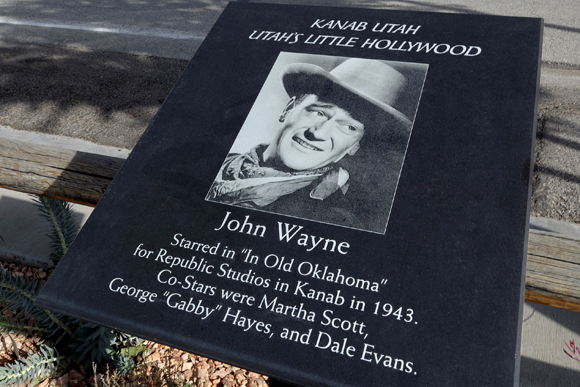 KANAB UTAH
UTAH'S LITTLE HOLLYWOOD
John Wayne
Starred in "In Old Oklahoma"
for Republic Studios in Kanab in 1943.
Co-Stars were Martha Scott,
George "Gabby" Hayes, and Dale Evans.